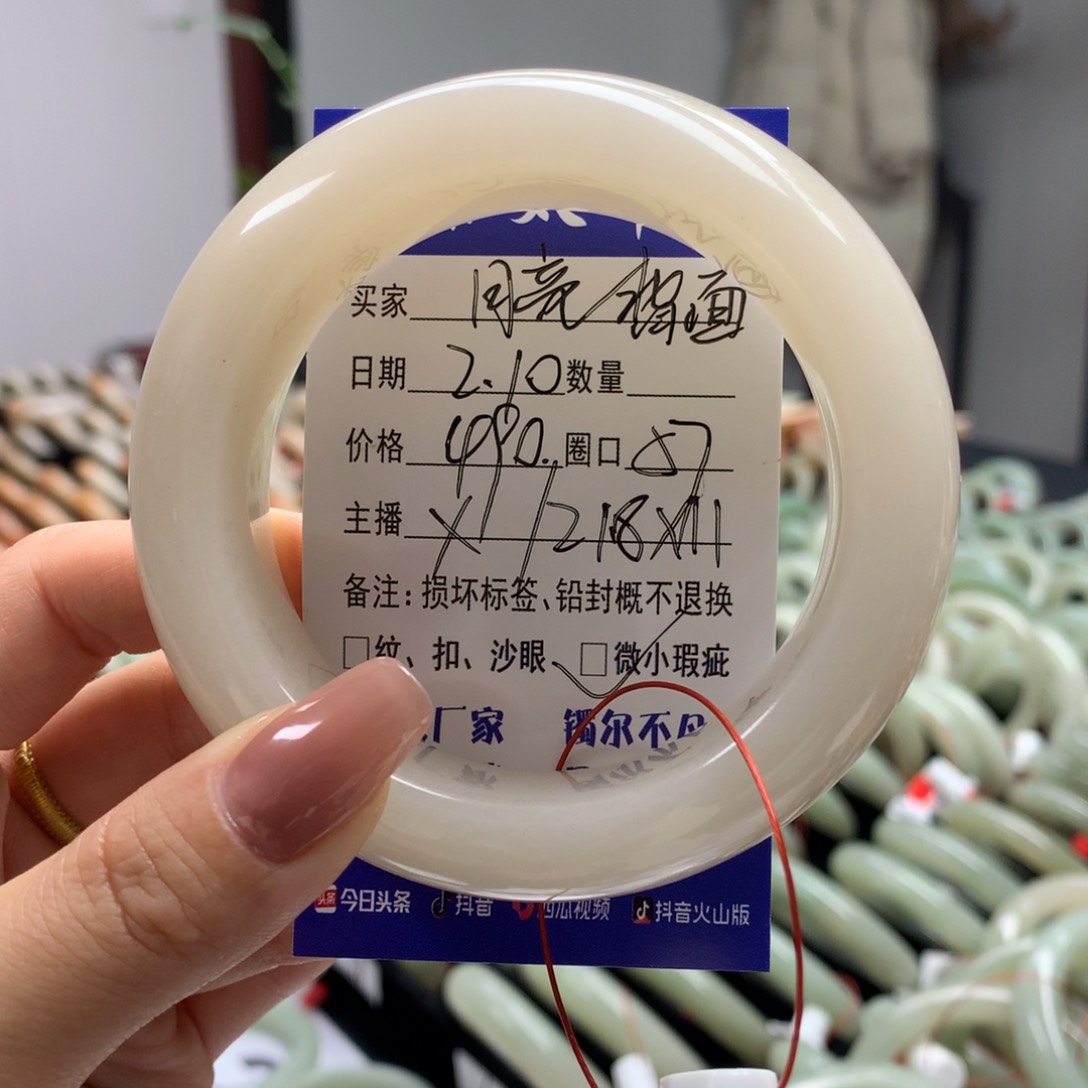 买家 月亮
日期 2.10 数量
价格 490. 圈口 57
主播 X
备注：损坏标签、铅封概不退换
□纹、扣、沙眼 □微小瑕疵
厂家 镯尔不凡
头条 今日头条 抖音 西瓜视频 抖音火山版